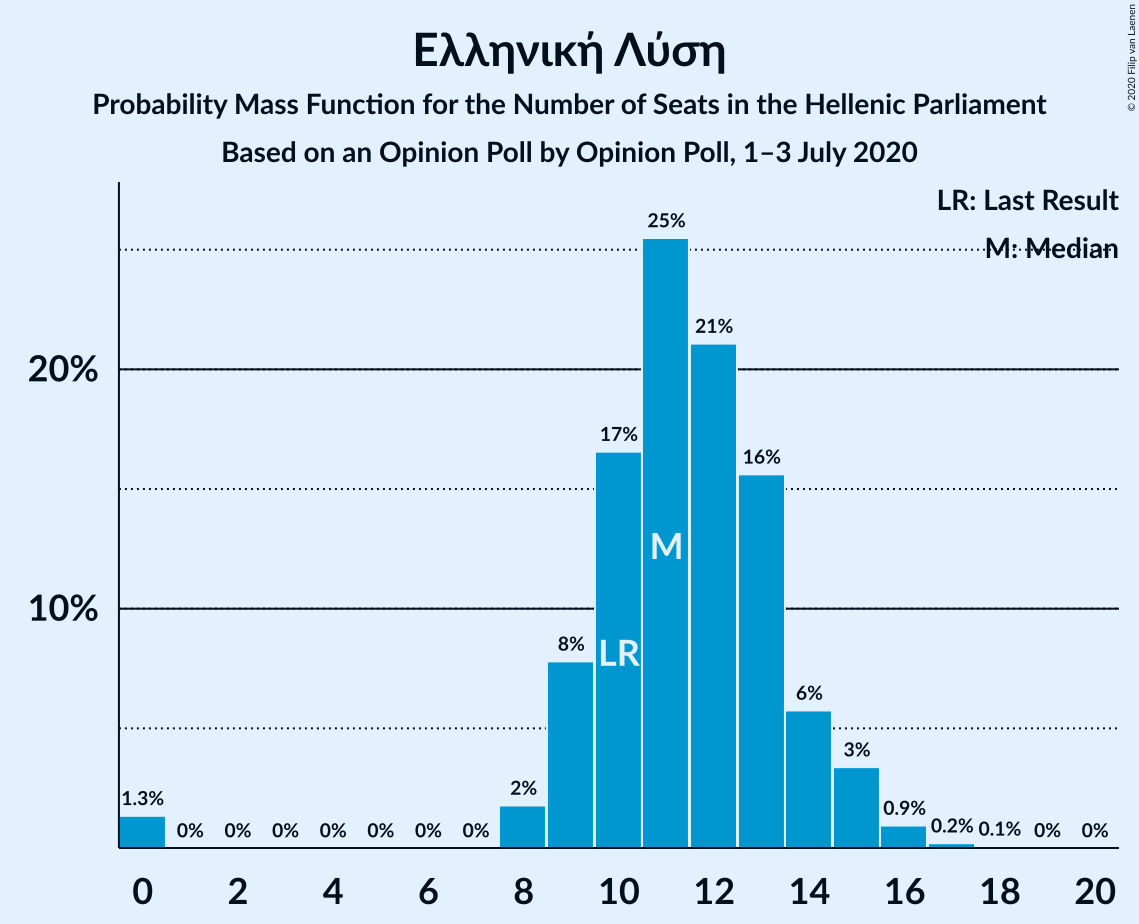 Ελληνική Λύση
Probability Mass Function for the Number of Seats in the Hellenic Parliament
Based on an Opinion Poll by Opinion Poll, 1–3 July 2020
© 2020 Filip van Laenen
LR: Last Result
M: Median
20%
10%
1.3% 0% 0% 0% 0% 0% 0% 0% 2% 8% 17% 25% 21% 16% 6% 3% 0.9% 0.2% 0.1% 0% 0%
LR
M
0 2 4 6 8 10 12 14 16 18 20